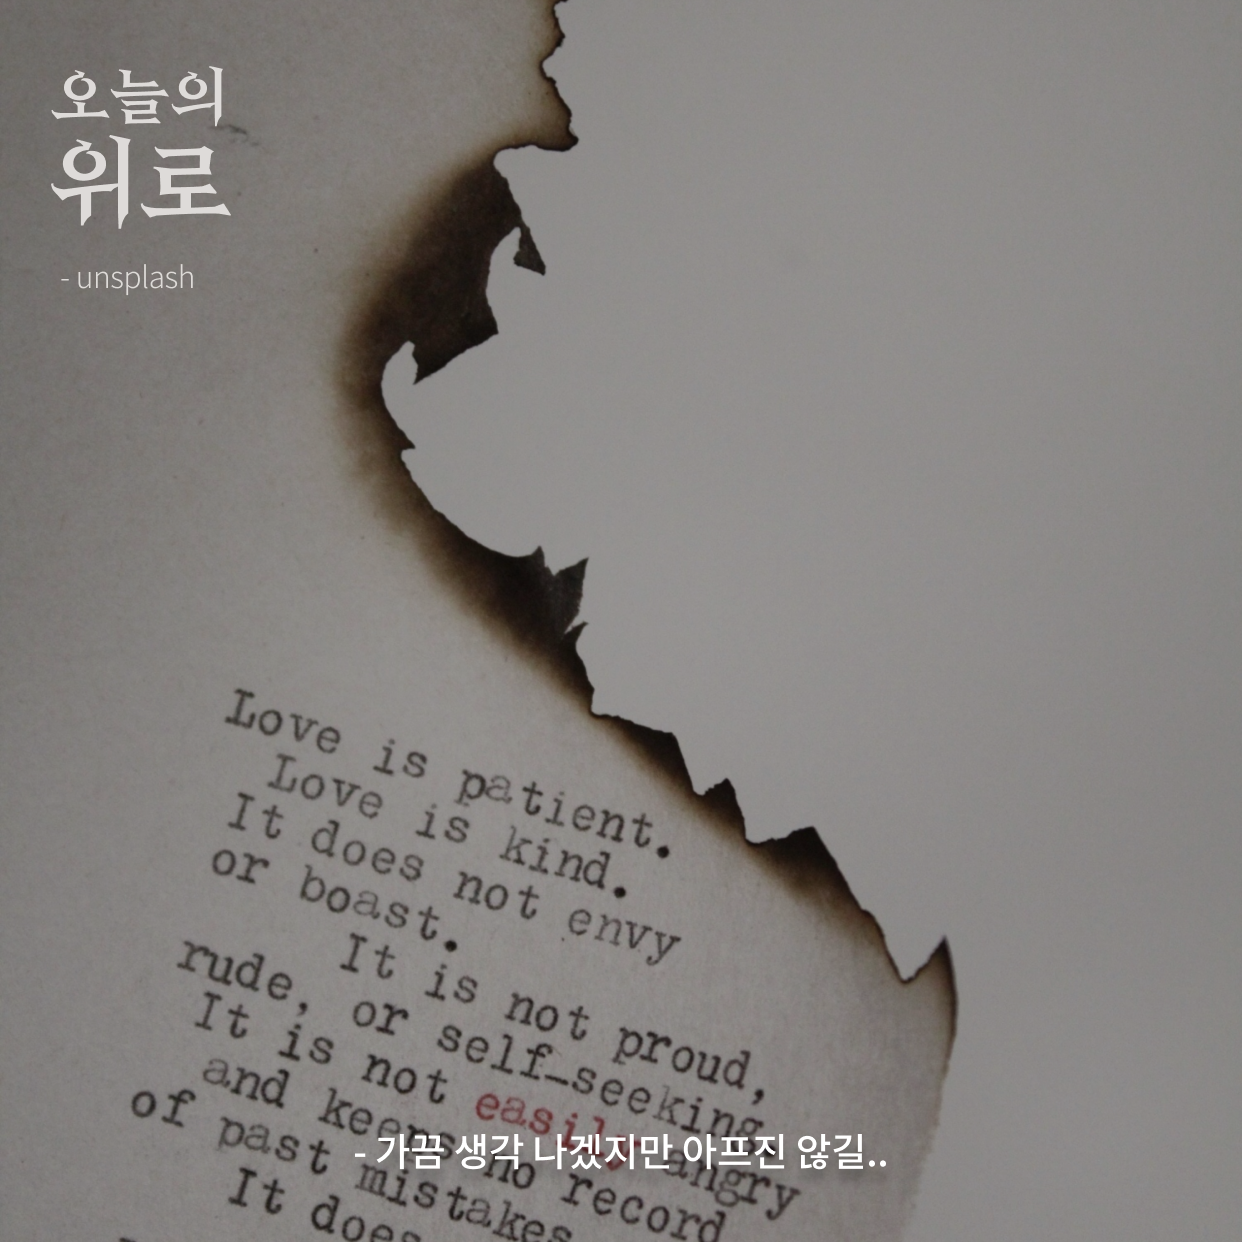 오늘의
위로
- unsplash
Love is patient.
Love is kind.
It does not envy
or boast.
It is not proud,
rude, or self-seeking.
It is not easily angry
and keeps no record
of past mistakes
It does
- 가끔 생각 나겠지만 아프진 않길..